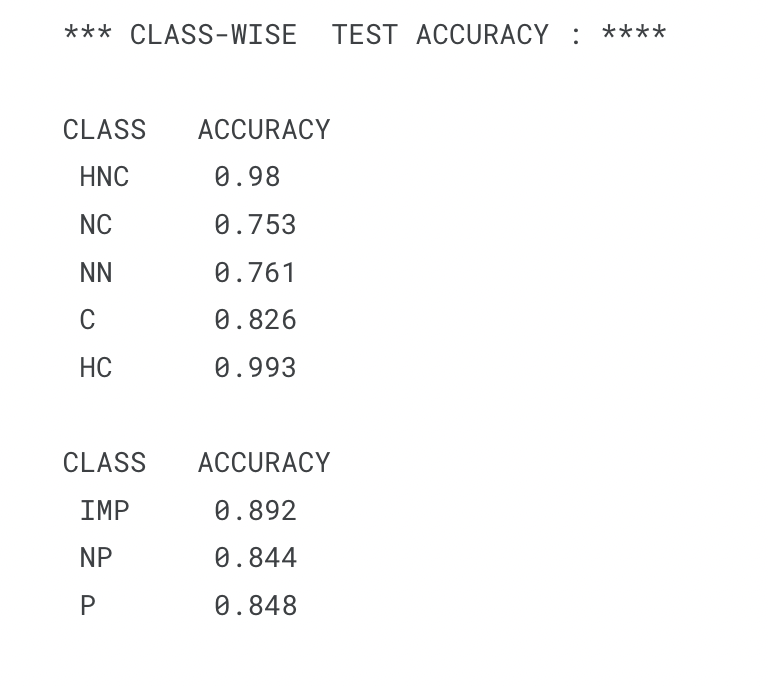 *** CLASS-WISE  TEST ACCURACY : ****
CLASS   ACCURACY
HNC     0.98
NC      0.753
NN      0.761
C       0.826
HC      0.993
CLASS   ACCURACY
IMP     0.892
NP      0.844
P       0.848